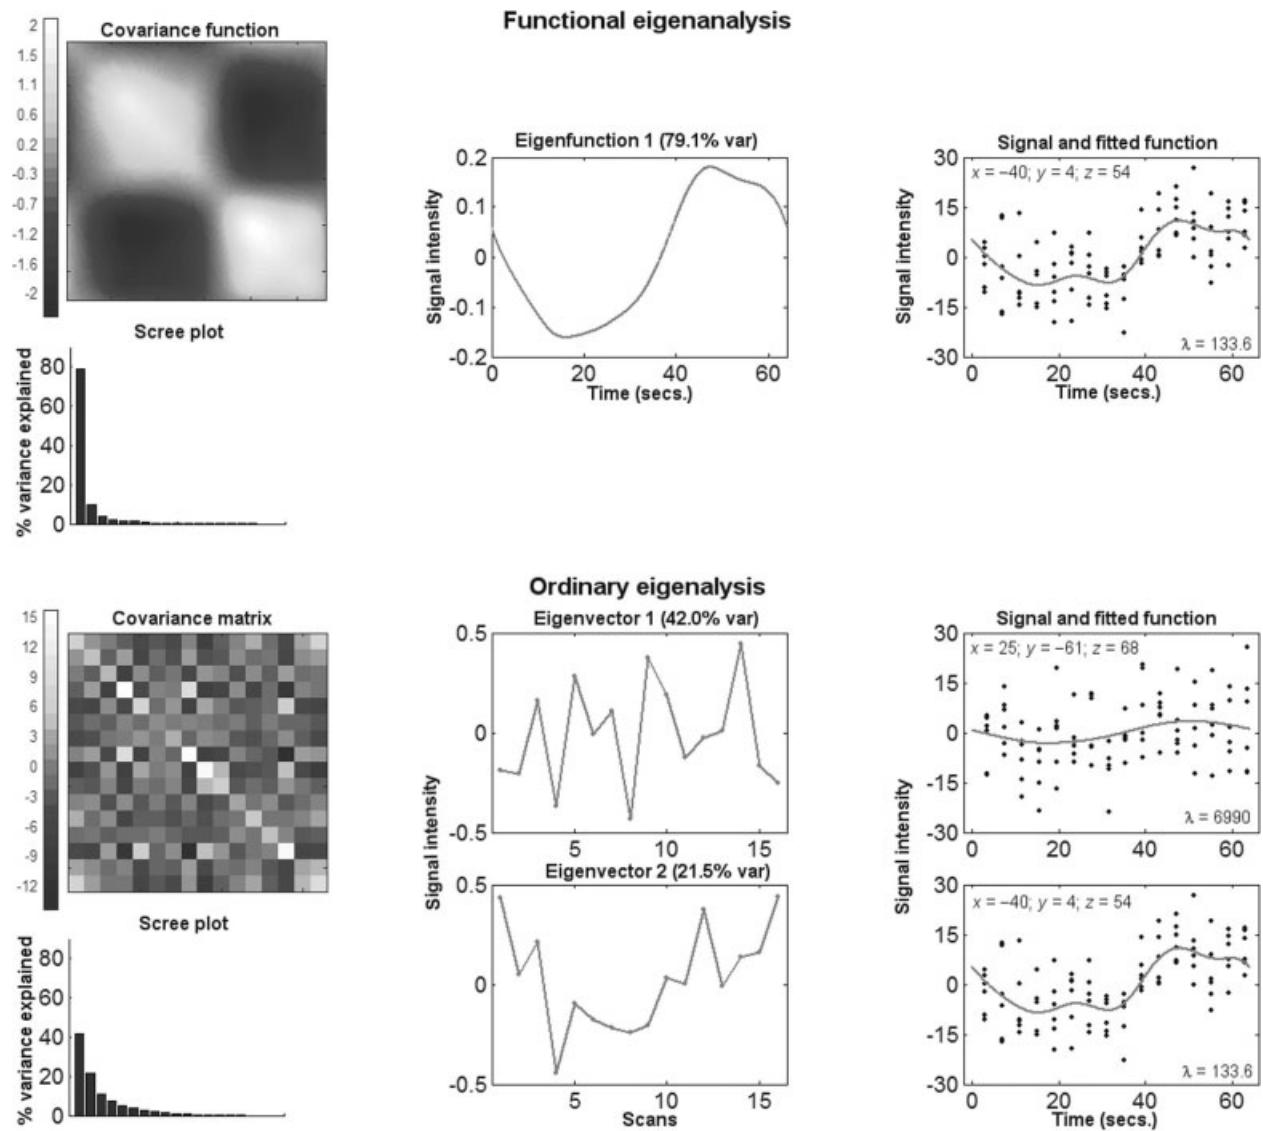 Functional eigenanalysis
Covariance function
2
1.5
1.1
0.6
0.2
-0.3
-0.7
-1.2
-1.6
-2
Scree plot
% variance explained
80
60
40
20
0
Eigenfunction 1 (79.1% var)
Signal intensity
0.2
0.1
0
-0.1
-0.2
0 20 40 60
Time (secs.)
Signal and fitted function
x = –40; y = 4; z = 54
Signal intensity
30
15
0
-15
-30
λ = 133.6
0 20 40 60
Time (secs.)
Ordinary eigenalysis
Covariance matrix
15
12
9
6
3
0
-3
-6
-9
-12
Scree plot
% variance explained
80
60
40
20
0
Eigenvector 1 (42.0% var)
0.5
0
-0.5
5 10 15
Signal intensity
Eigenvector 2 (21.5% var)
0.5
0
-0.5
5 10 15
Scans
Signal and fitted function
x = 25; y = –61; z = 68
30
15
0
-15
-30
λ = 6990
0 20 40 60
Signal intensity
x = –40; y = 4; z = 54
30
15
0
-15
-30
λ = 133.6
0 20 40 60
Time (secs.)